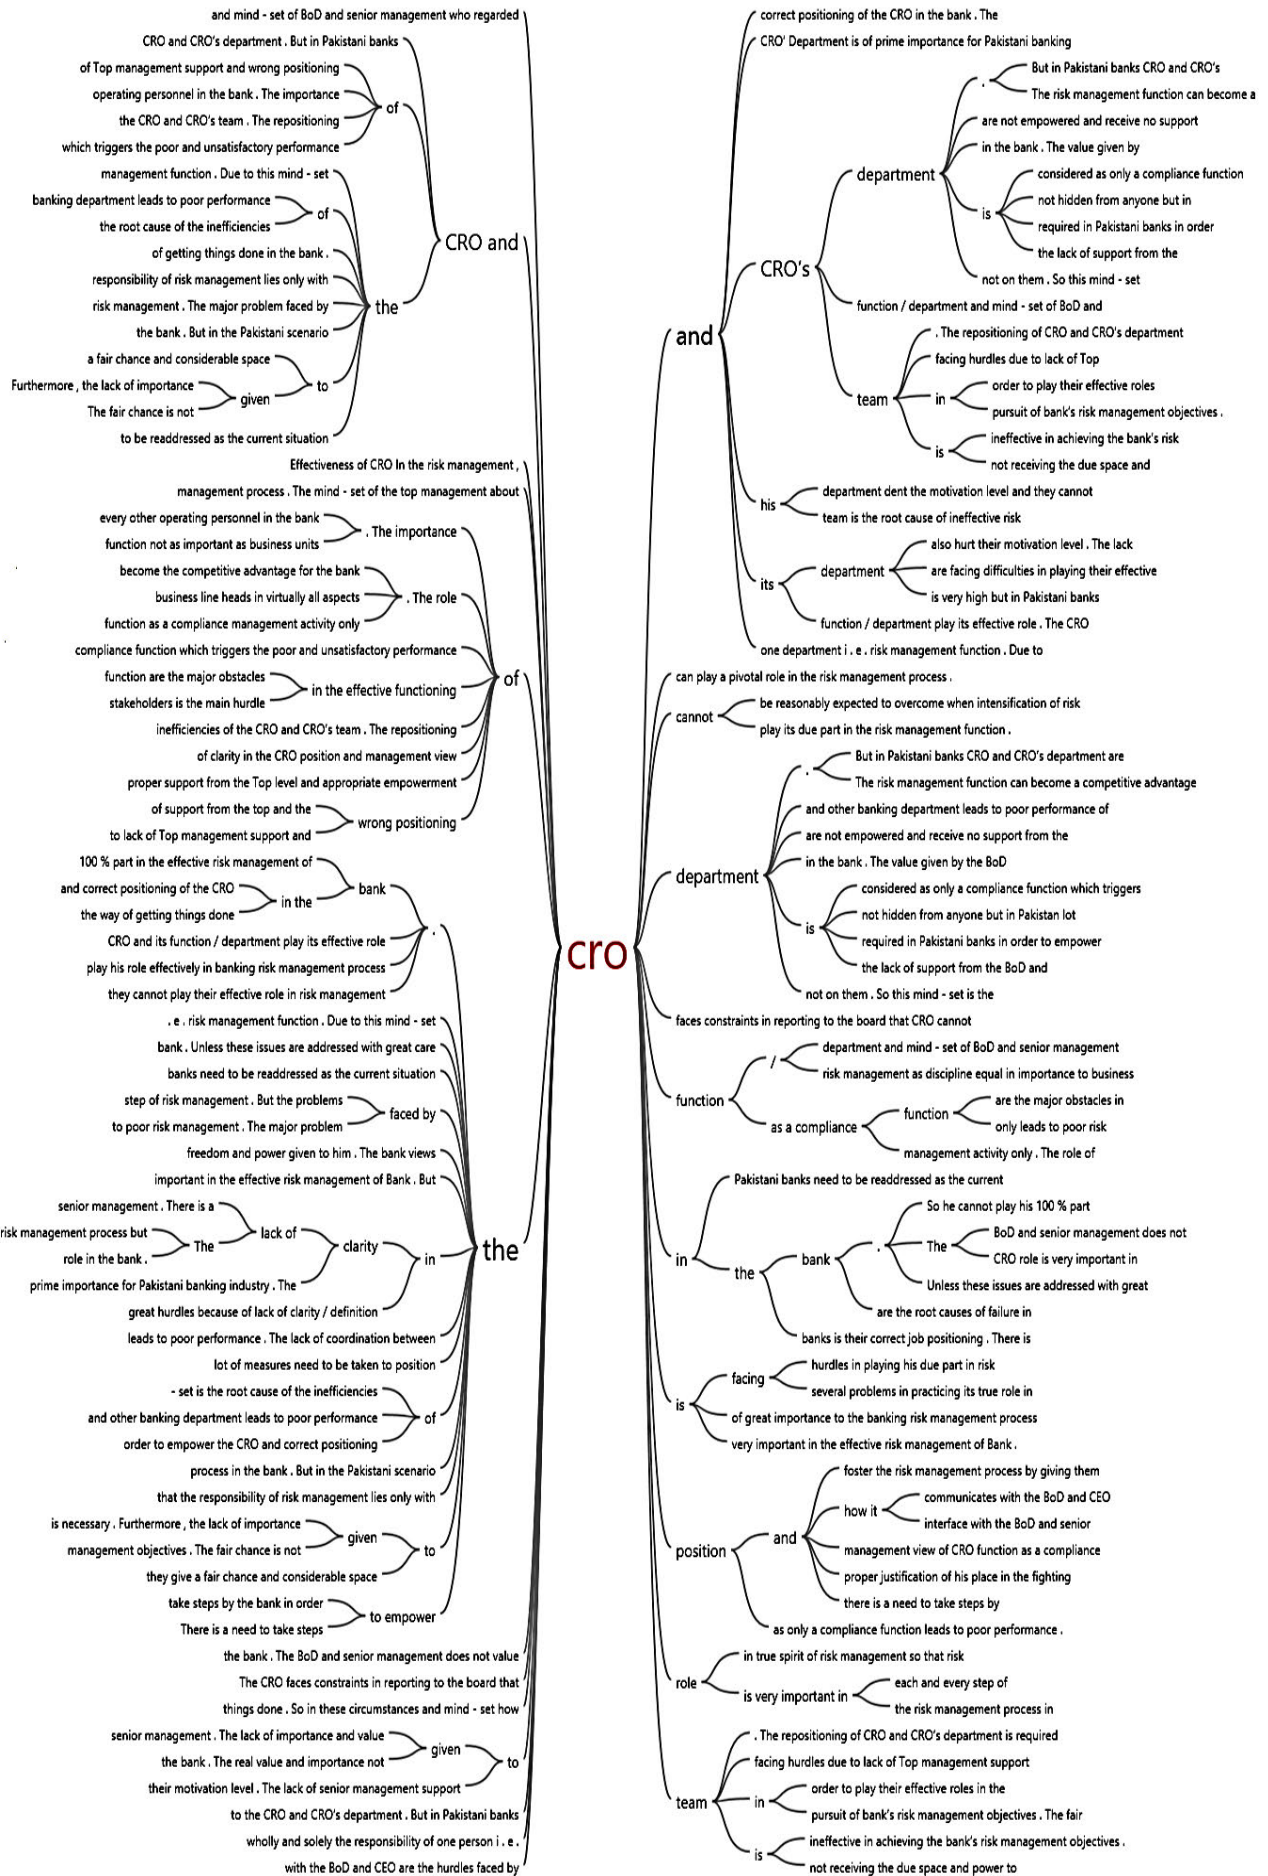 and mind - set of BoD and senior management who regarded
CRO and CRO's department . But in Pakistani banks
of Top management support and wrong positioning
operating personnel in the bank . The importance
the CRO and CRO's team . The repositioning
which triggers the poor and unsatisfactory performance
of
management function . Due to this mind - set
banking department leads to poor performance
the root cause of the inefficiencies
of
of getting things done in the bank .
responsibility of risk management lies only with
risk management . The major problem faced by
the bank . But in the Pakistani scenario
a fair chance and considerable space
Furthermore , the lack of importance
The fair chance is not
given
to
to be readdressed as the current situation
the
CRO and
Effectiveness of CRO In the risk management ,
management process . The mind - set of the top management about
every other operating personnel in the bank
function not as important as business units
. The importance
become the competitive advantage for the bank
business line heads in virtually all aspects
function as a compliance management activity only
. The role
compliance function which triggers the poor and unsatisfactory performance
function are the major obstacles
stakeholders is the main hurdle
in the effective functioning
inefficiencies of the CRO and CRO's team . The repositioning
of clarity in the CRO position and management view
proper support from the Top level and appropriate empowerment
of support from the top and the
to lack of Top management support and
wrong positioning
of
100 % part in the effective risk management of
and correct positioning of the CRO
the way of getting things done
in the
bank
CRO and its function / department play its effective role
play his role effectively in banking risk management process
they cannot play their effective role in risk management
.
. e . risk management function . Due to this mind - set
bank . Unless these issues are addressed with great care
banks need to be readdressed as the current situation
step of risk management . But the problems
to poor risk management . The major problem
faced by
freedom and power given to him . The bank views
important in the effective risk management of Bank . But
senior management . There is a
risk management process but
role in the bank .
The
lack of
prime importance for Pakistani banking industry . The
clarity
great hurdles because of lack of clarity / definition
in
leads to poor performance . The lack of coordination between
lot of measures need to be taken to position
- set is the root cause of the inefficiencies
and other banking department leads to poor performance
order to empower the CRO and correct positioning
of
process in the bank . But in the Pakistani scenario
that the responsibility of risk management lies only with
is necessary . Furthermore , the lack of importance
management objectives . The fair chance is not
given
they give a fair chance and considerable space
to
take steps by the bank in order
There is a need to take steps
to empower
the
the bank . The BoD and senior management does not value
The CRO faces constraints in reporting to the board that
things done . So in these circumstances and mind - set how
senior management . The lack of importance and value
the bank . The real value and importance not
given
their motivation level . The lack of senior management support
to
to the CRO and CRO's department . But in Pakistani banks
wholly and solely the responsibility of one person i . e .
with the BoD and CEO are the hurdles faced by
cro
and
correct positioning of the CRO in the bank . The
CRO' Department is of prime importance for Pakistani banking
CRO's
department
.
But in Pakistani banks CRO and CRO's
The risk management function can become a
are not empowered and receive no support
in the bank . The value given by
is
considered as only a compliance function
not hidden from anyone but in
required in Pakistani banks in order
the lack of support from the
not on them . So this mind - set
function / department and mind - set of BoD and
team
. The repositioning of CRO and CRO's department
facing hurdles due to lack of Top
in
order to play their effective roles
pursuit of bank's risk management objectives .
is
ineffective in achieving the bank's risk
not receiving the due space and
his
department dent the motivation level and they cannot
team is the root cause of ineffective risk
its
department
also hurt their motivation level . The lack
are facing difficulties in playing their effective
is very high but in Pakistani banks
function / department play its effective role . The CRO
one department i . e . risk management function . Due to
can play a pivotal role in the risk management process .
cannot
be reasonably expected to overcome when intensification of risk
play its due part in the risk management function .
department
.
But in Pakistani banks CRO and CRO's department are
The risk management function can become a competitive advantage
and other banking department leads to poor performance of
are not empowered and receive no support from the
in the bank . The value given by the BoD
is
considered as only a compliance function which triggers
not hidden from anyone but in Pakistan lot
required in Pakistani banks in order to empower
the lack of support from the BoD and
not on them . So this mind - set is the
faces constraints in reporting to the board that CRO cannot
function
/
department and mind - set of BoD and senior management
risk management as discipline equal in importance to business
as a compliance
function
are the major obstacles in
only leads to poor risk
management activity only . The role of
in
Pakistani banks need to be readdressed as the current
the
bank
.
So he cannot play his 100 % part
The
BoD and senior management does not
CRO role is very important in
Unless these issues are addressed with great
are the root causes of failure in
banks is their correct job positioning . There is
is
facing
hurdles in playing his due part in risk
several problems in practicing its true role in
of great importance to the banking risk management process
very important in the effective risk management of Bank .
position
and
foster the risk management process by giving them
how it
communicates with the BoD and CEO
interface with the BoD and senior
management view of CRO function as a compliance
proper justification of his place in the fighting
there is a need to take steps by
as only a compliance function leads to poor performance .
role
in true spirit of risk management so that risk
is very important in
each and every step of
the risk management process in
team
. The repositioning of CRO and CRO's department is required
facing hurdles due to lack of Top management support
in
order to play their effective roles in the
pursuit of bank's risk management objectives . The fair
is
ineffective in achieving the bank's risk management objectives .
not receiving the due space and power to